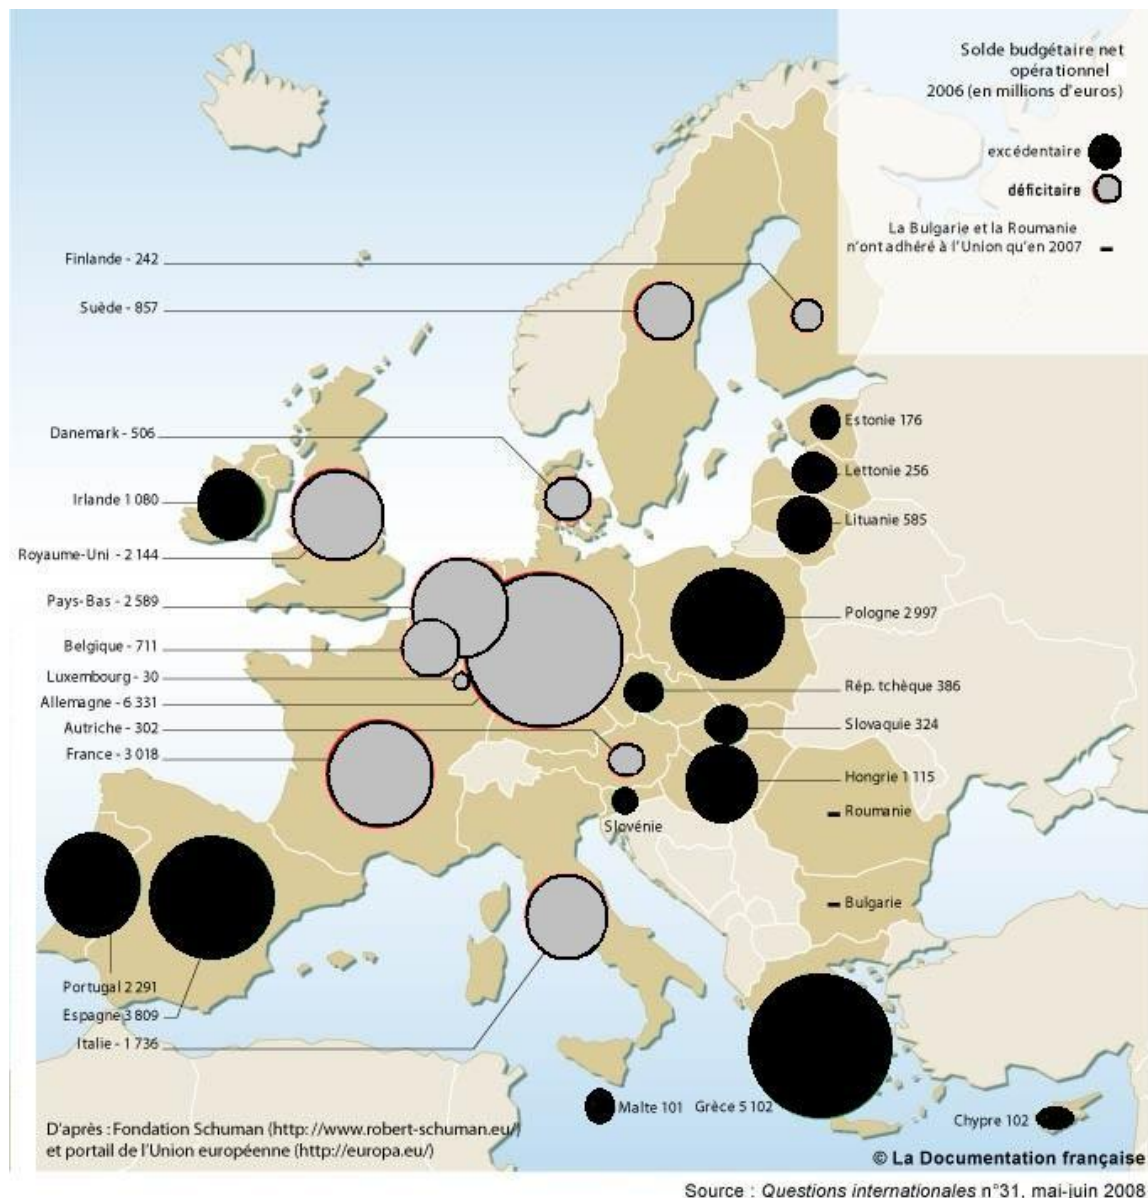 Solde budgétaire net
opérationnel
2006 (en millions d'euros)
excédentaire
déficitaire
La Bulgarie et la Roumanie
n'ont adhéré à l'Union qu'en 2007
Finlande - 242
Suède - 857
Danemark - 506
Irlande 1 080
Royaume-Uni - 2 144
Pays-Bas - 2 589
Belgique - 711
Luxembourg - 30
Allemagne - 6 331
Autriche - 302
France - 3 018
Estonie 176
Lettonie 256
Lituanie 585
Pologne 2 997
Rép. tchèque 386
Slovaquie 324
Hongrie 1 115
Roumanie
Slovénie
Bulgarie
Portugal 2 291
Espagne 3 809
Italie - 1 736
Malte 101
Grèce 5 102
Chypre 102
D'après : Fondation Schuman (http://www.robert-schuman.eu/)
et portail de l'Union européenne (http://europa.eu/)
© La Documentation française
Source : Questions internationales n°31, mai-juin 2008